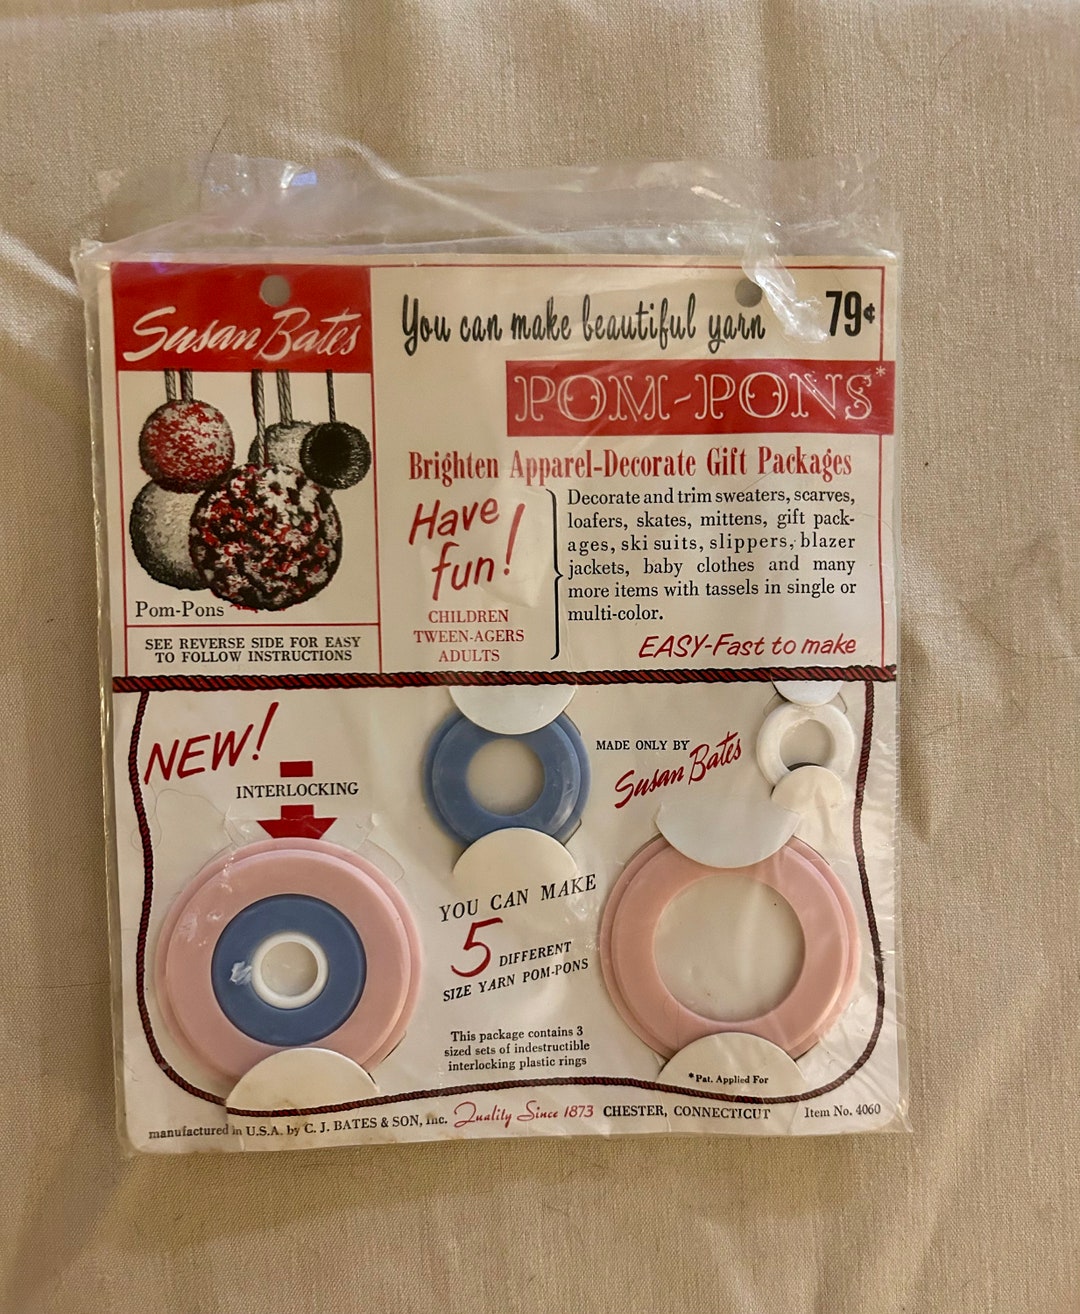 Susan Bates
You can make beautiful yarn 79¢
POM-PONS*
Brighten Apparel-Decorate Gift Packages
Have
fun!
CHILDREN
TWEEN-AGERS
ADULTS
Decorate and trim sweaters, scarves,
loafers, skates, mittens, gift pack-
ages, ski suits, slippers, blazer
jackets, baby clothes and many
more items with tassels in single or
multi-color.
EASY-Fast to make
Pom-Pons
SEE REVERSE SIDE FOR EASY
TO FOLLOW INSTRUCTIONS
NEW!
INTERLOCKING
MADE ONLY BY
Susan Bates
YOU CAN MAKE
5 DIFFERENT
SIZE YARN POM-PONS
This package contains 3
sized sets of indestructible
interlocking plastic rings
*Pat. Applied For
manufactured in U.S.A. by C. J. BATES & SON, Inc. Quality Since 1873 CHESTER, CONNECTICUT Item No. 4060